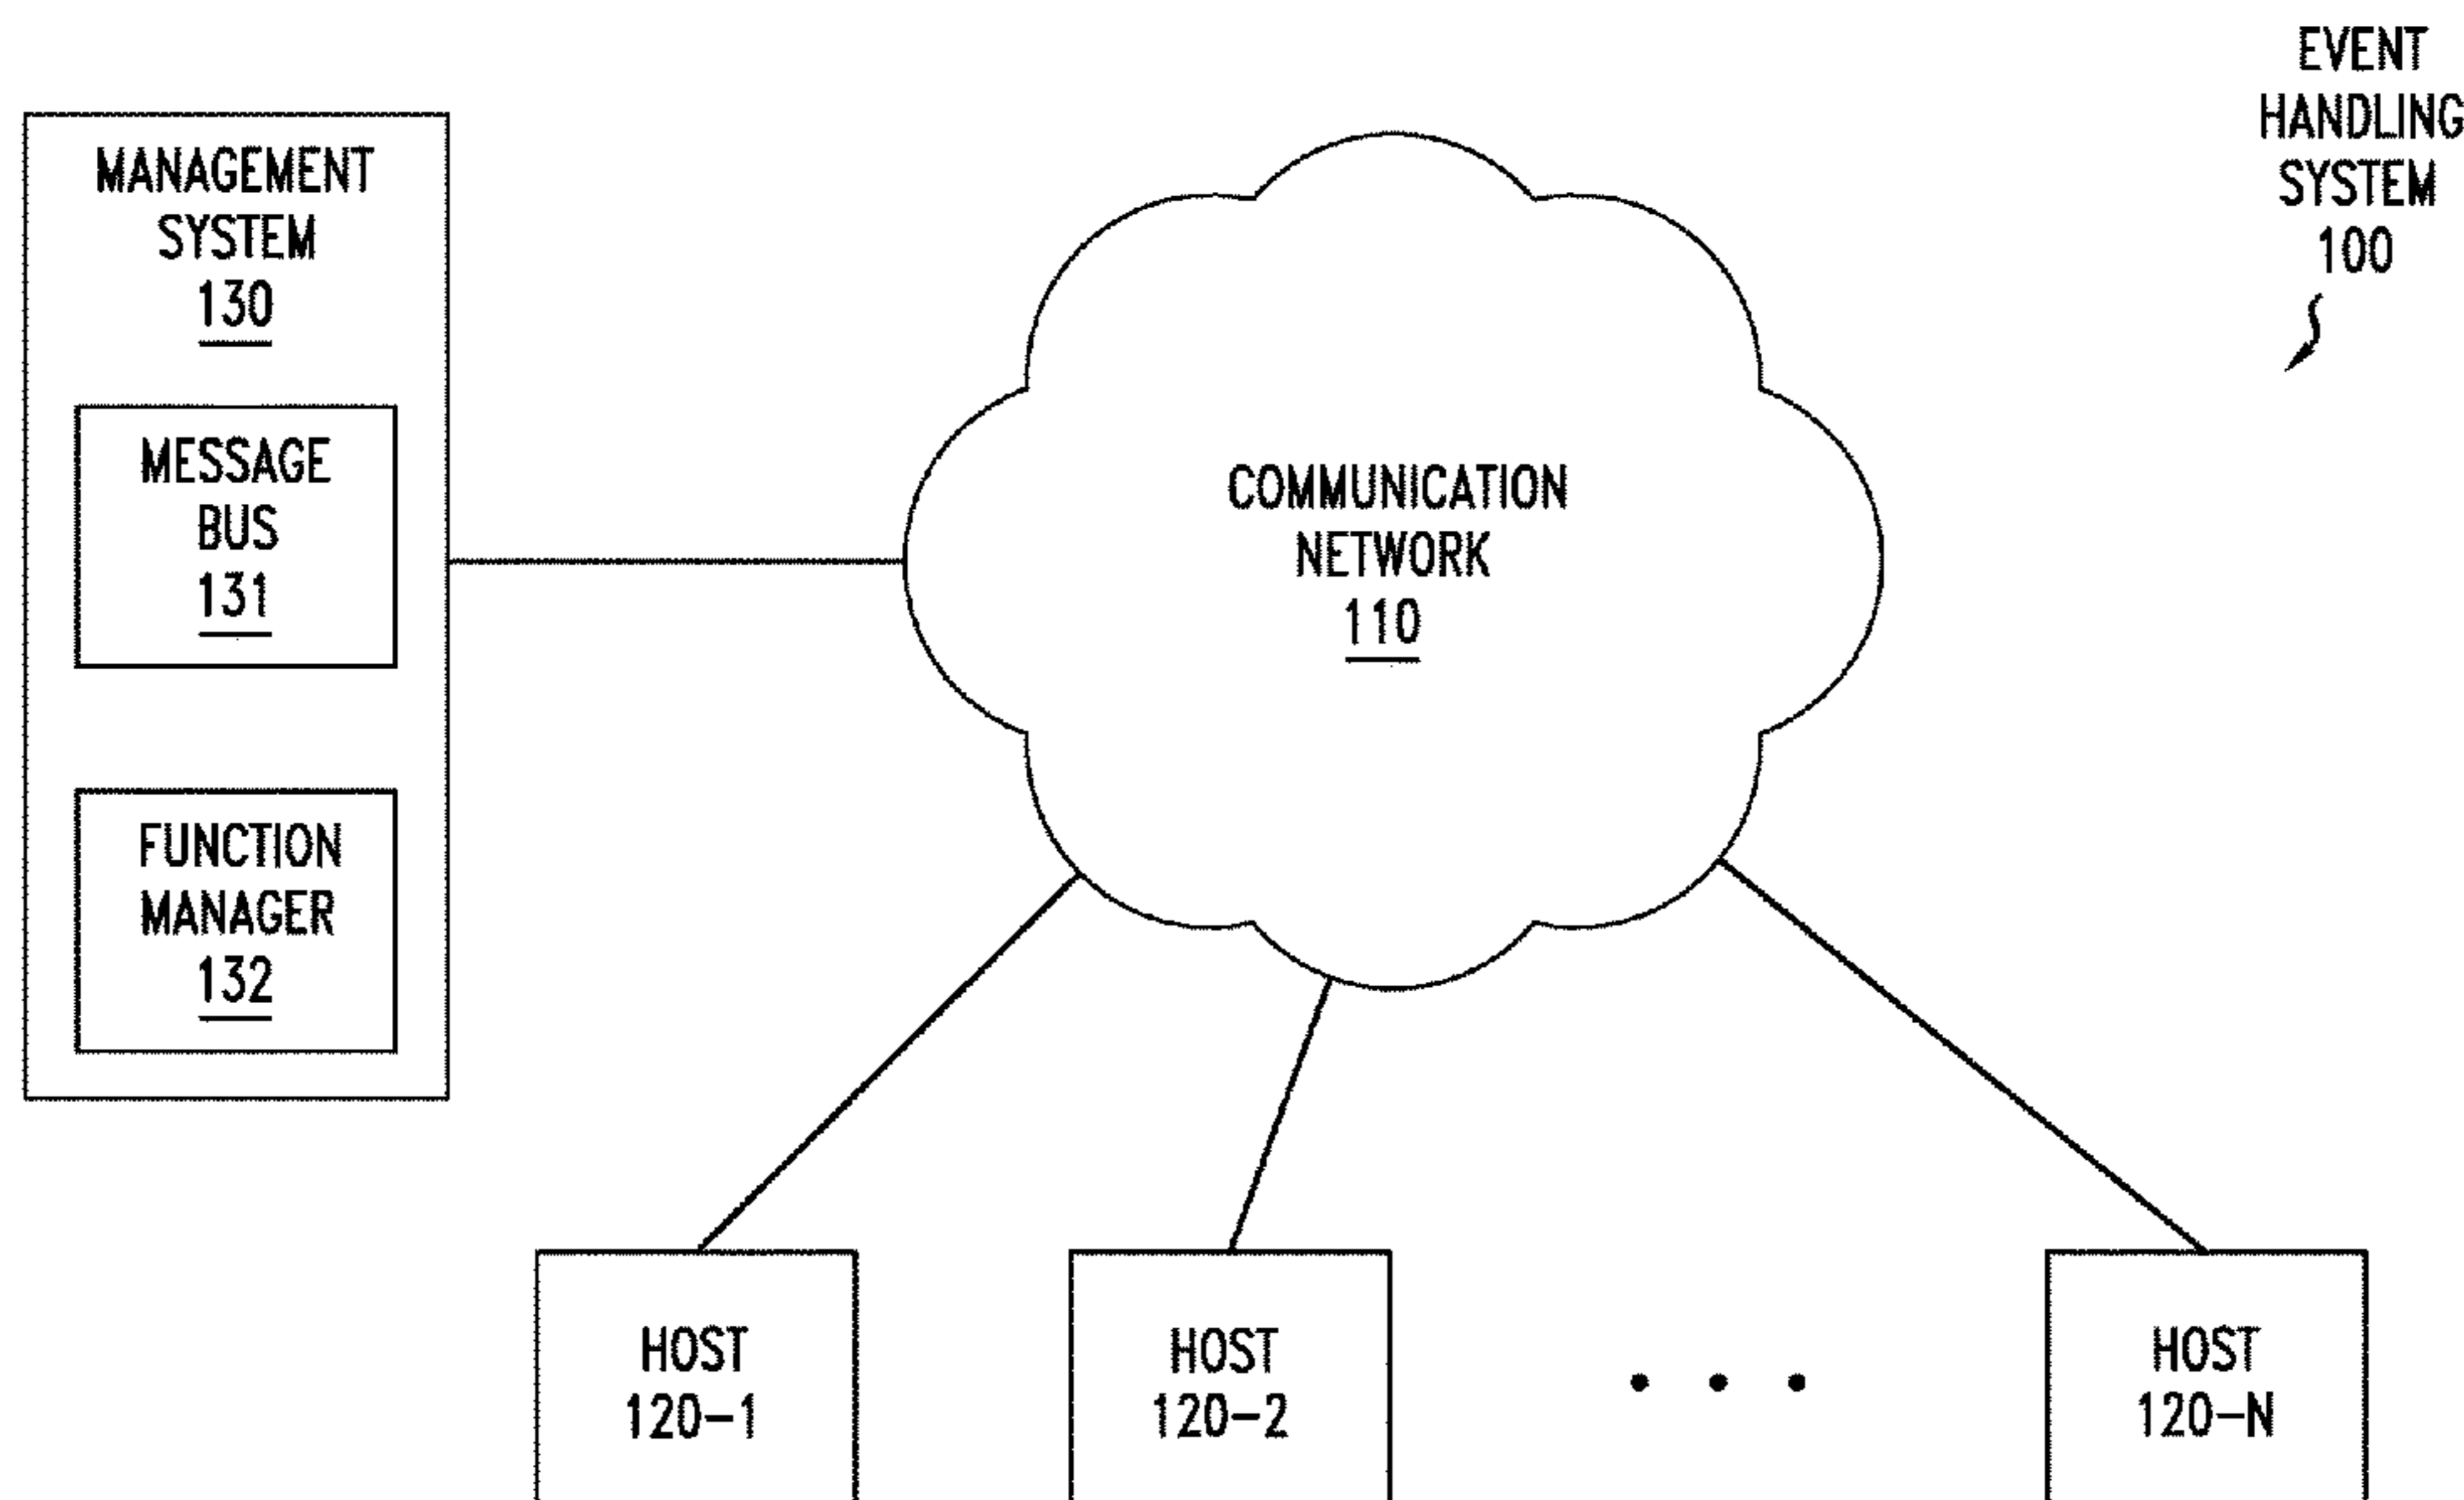 EVENT
HANDLING
SYSTEM
100
MANAGEMENT
SYSTEM
130
MESSAGE
BUS
131
FUNCTION
MANAGER
132
COMMUNICATION
NETWORK
110
HOST
120-1
HOST
120-2
HOST
120-N